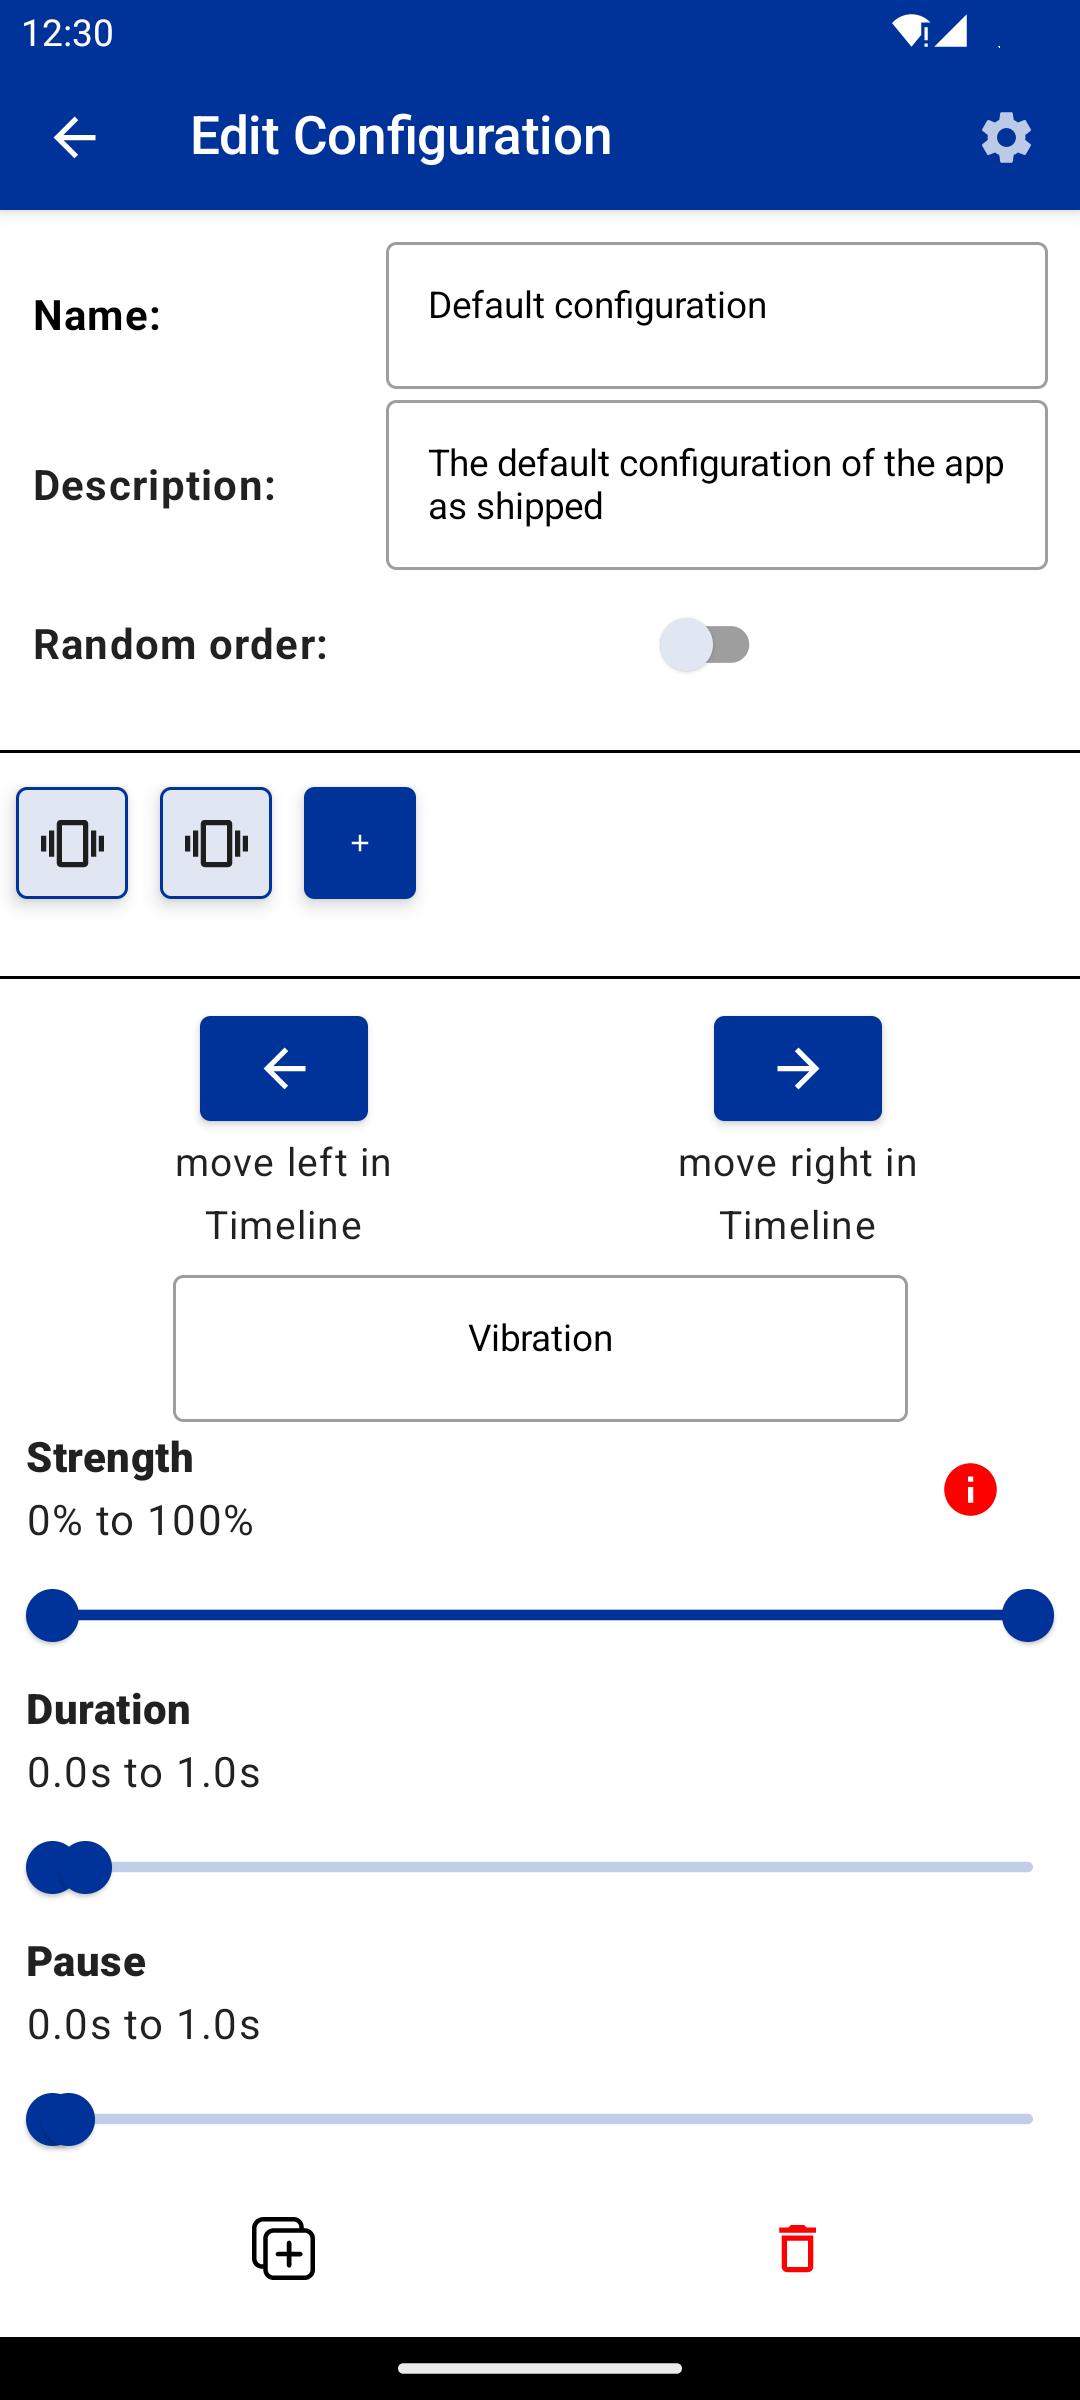 12:30
Edit Configuration
Name:
Default configuration
Description:
The default configuration of the app
as shipped
Random order:
+
move left in
Timeline
move right in
Timeline
Vibration
Strength
0% to 100%
Duration
0.0s to 1.0s
Pause
0.0s to 1.0s